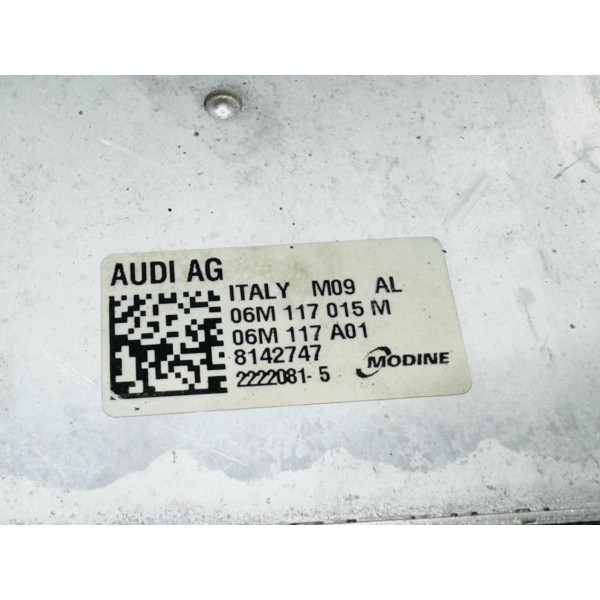 AUDI AG
ITALY M09 AL
06M 117 015 M
06M 117 A01
8142747
2222081-5
MODINE